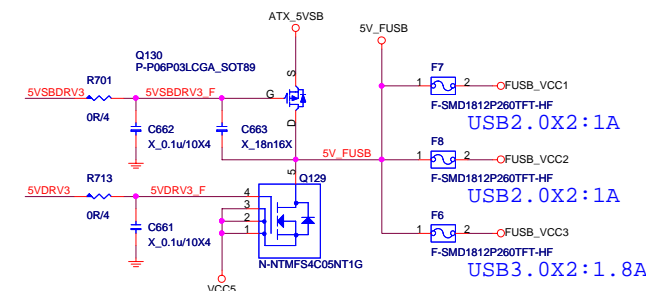 ATX_5VSB
5V_FUSB
Q130
P-P06P03LCGA_SOT89
F7
R701
S
1
2
FUSB_VCC1
5VSBDRV3
5VSBDRV3_F
G
F-SMD1812P260TFT-HF
USB2.0X2:1A
0R/4
C662
C663
D
X_0.1u/10X4
X_18n16X
F8
5V_FUSB
1
2
FUSB_VCC2
5
F-SMD1812P260TFT-HF
R713
Q129
USB2.0X2:1A
5VDRV3
5VDRV3_F
4
3
0R/4
2
F6
C661
1
1
2
FUSB_VCC3
X_0.1u/10X4
F-SMD1812P260TFT-HF
N-NTMFS4C05NT1G
USB3.0X2:1.8A
VCC5